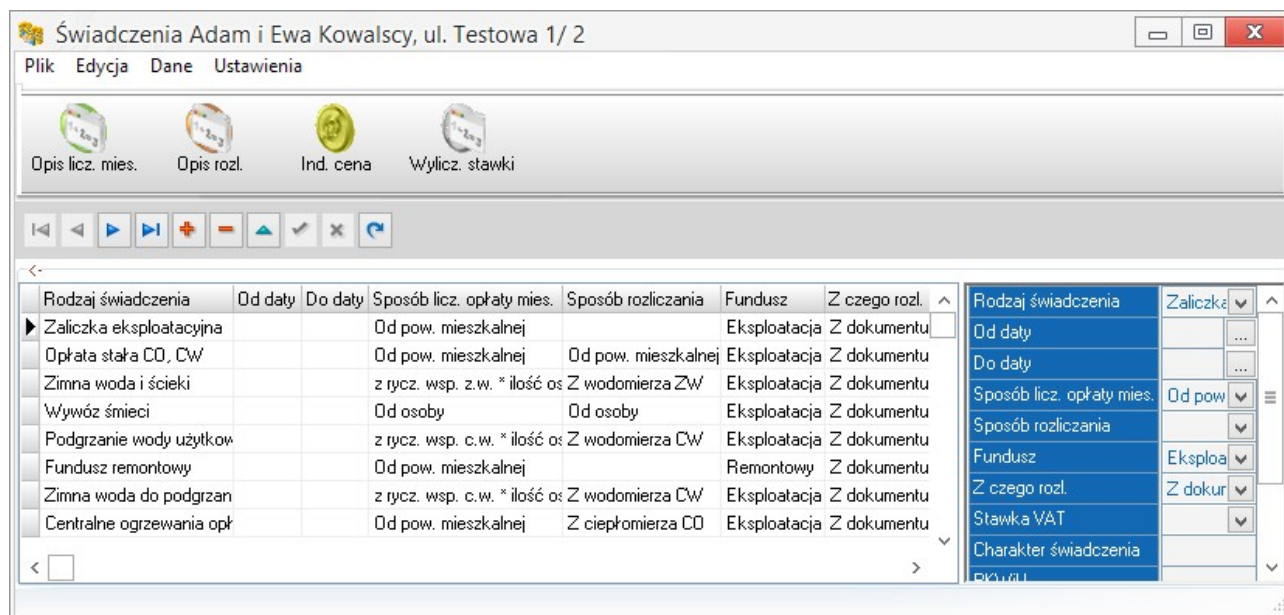 Świadczenia Adam i Ewa Kowalscy, ul. Testowa 1/ 2
Plik Edycja Dane Ustawienia
Opis licz. mies. Opis rozl. Ind. cena Wylicz. stawki
Rodzaj świadczenia Od daty Do daty Sposób licz. opłaty mies. Sposób rozliczania Fundusz Z czego rozl.
Zaliczka eksploatacyjna Od pow. mieszkalnej Eksploatacja Z dokumentu
Opłata stała CO, CW Od pow. mieszkalnej Od pow. mieszkalnej Eksploatacja Z dokumentu
Zimna woda i ścieki z rycz. wsp. z.w. * ilość os Z wodomierza ZW Eksploatacja Z dokumentu
Wywóz śmieci Od osoby Od osoby Eksploatacja Z dokumentu
Podgrzanie wody użytkow z rycz. wsp. c.w. * ilość os Z wodomierza CW Eksploatacja Z dokumentu
Fundusz remontowy Od pow. mieszkalnej Remontowy Z dokumentu
Zimna woda do podgrzan z rycz. wsp. c.w. * ilość os Z wodomierza CW Eksploatacja Z dokumentu
Centralne ogrzewania opł Od pow. mieszkalnej Z ciepłomierza CO Eksploatacja Z dokumentu
Rodzaj świadczenia Zaliczka
Od daty ...
Do daty ...
Sposób licz. opłaty mies. Od pow
Sposób rozliczania
Fundusz Eksploa
Z czego rozl. Z dokur
Stawka VAT
Charakter świadczenia